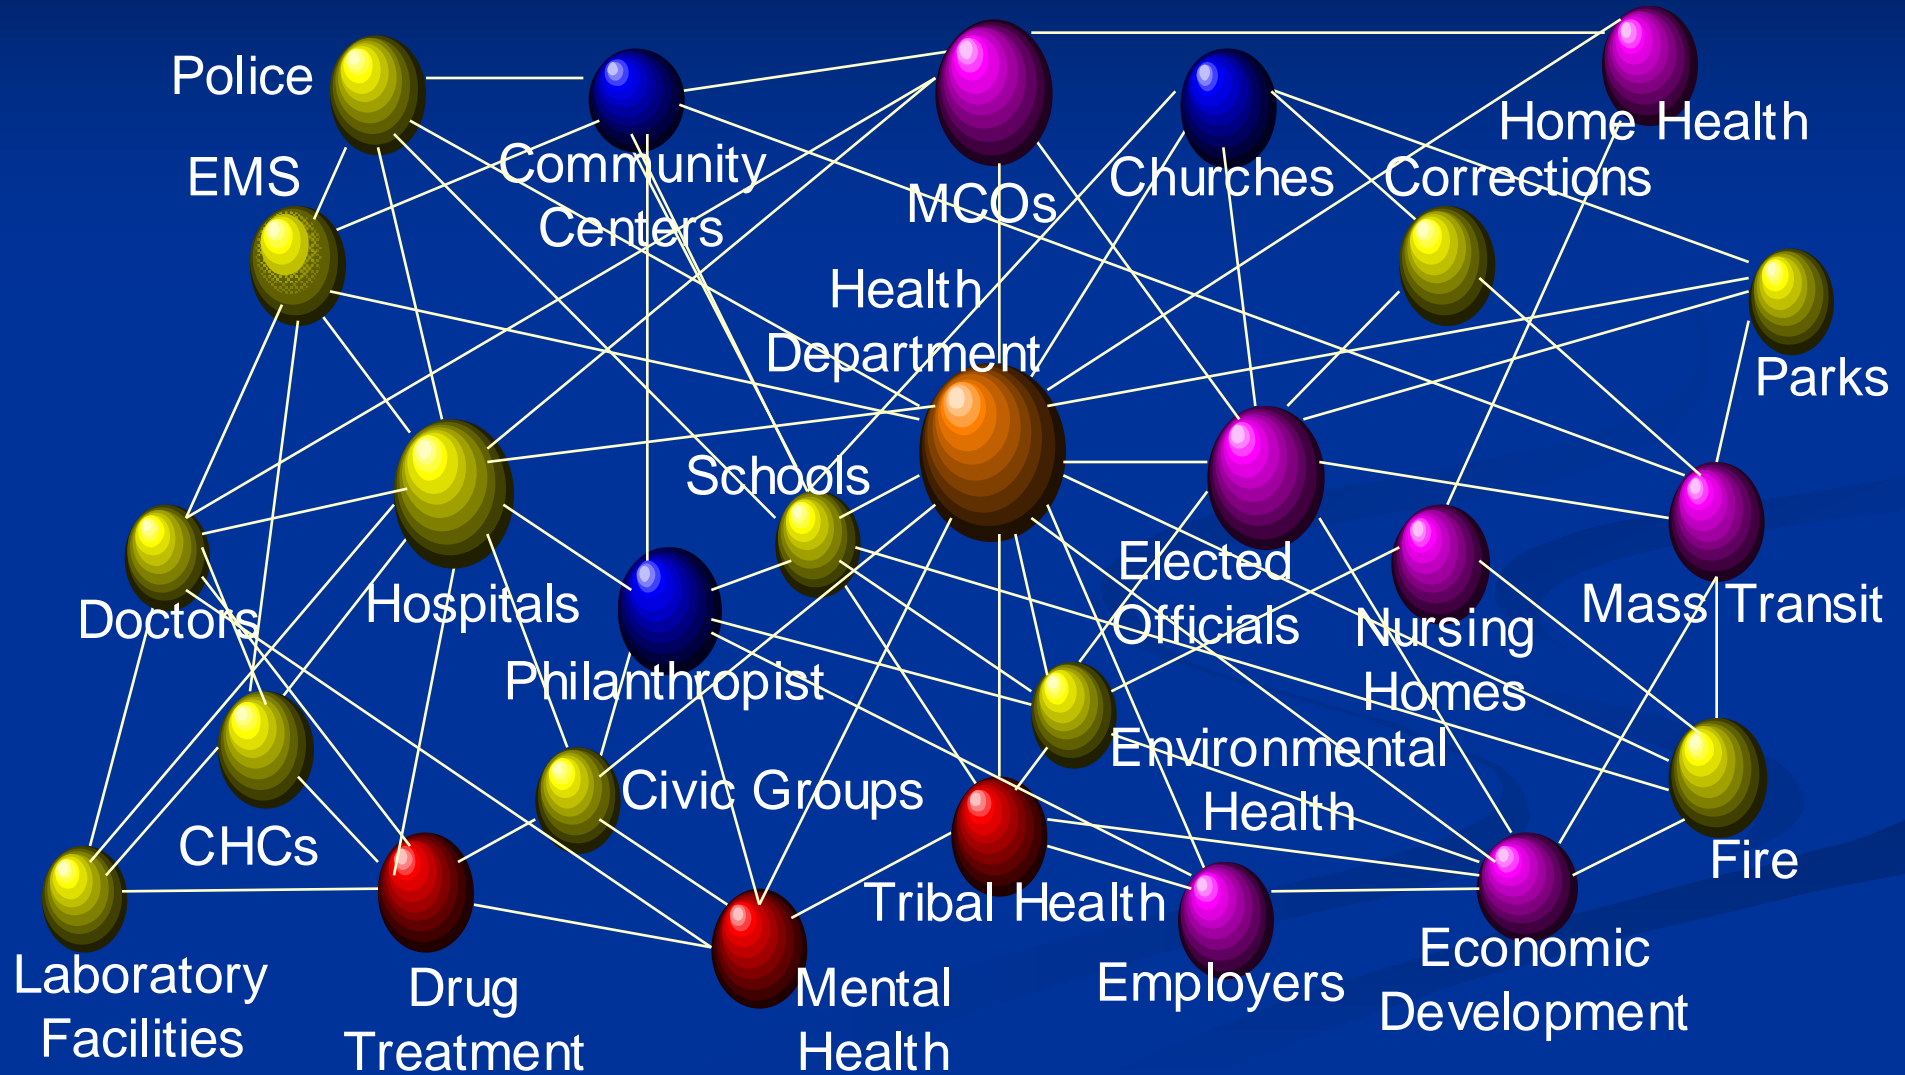 Police
Home Health
Community
Centers
EMS
MCOs
Churches
Corrections
Health
Department
Parks
Schools
Elected
Officials
Hospitals
Doctors
Nursing
Homes
Mass Transit
Philanthropist
Environmental
Health
Civic Groups
CHCs
Fire
Tribal Health
Laboratory
Facilities
Drug
Treatment
Mental
Health
Employers
Economic
Development